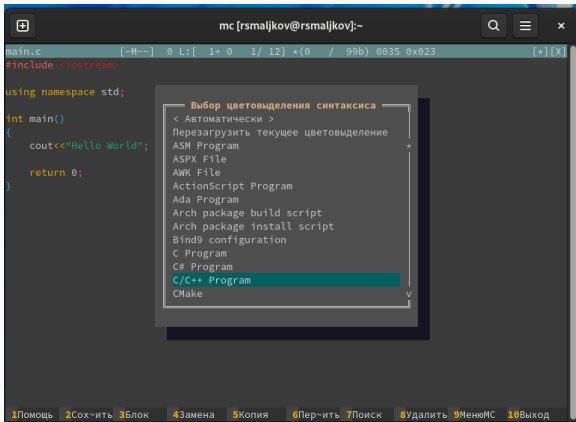 mc [rsmaljkov@rsmaljkov]:~
main.c [-M--] 0 L:[ 1+ 0 1/ 12] *(0 / 99b) 0035 0x023 [*][X]
#include <iostream>
using namespace std;
int main()
{
cout<<"Hello World";
return 0;
}
Выбор цветовыделения синтаксиса
< Автоматически >
Перезагрузить текущее цветовыделение
ASM Program
ASPX File
AWK File
ActionScript Program
Ada Program
Arch package build script
Arch package install script
Bind9 configuration
C Program
C# Program
C/C++ Program
CMake
1Помощь 2Сох~ить 3Блок 4Замена 5Копия 6Пер~ить 7Поиск 8Удалить 9МенюMC 10Выход